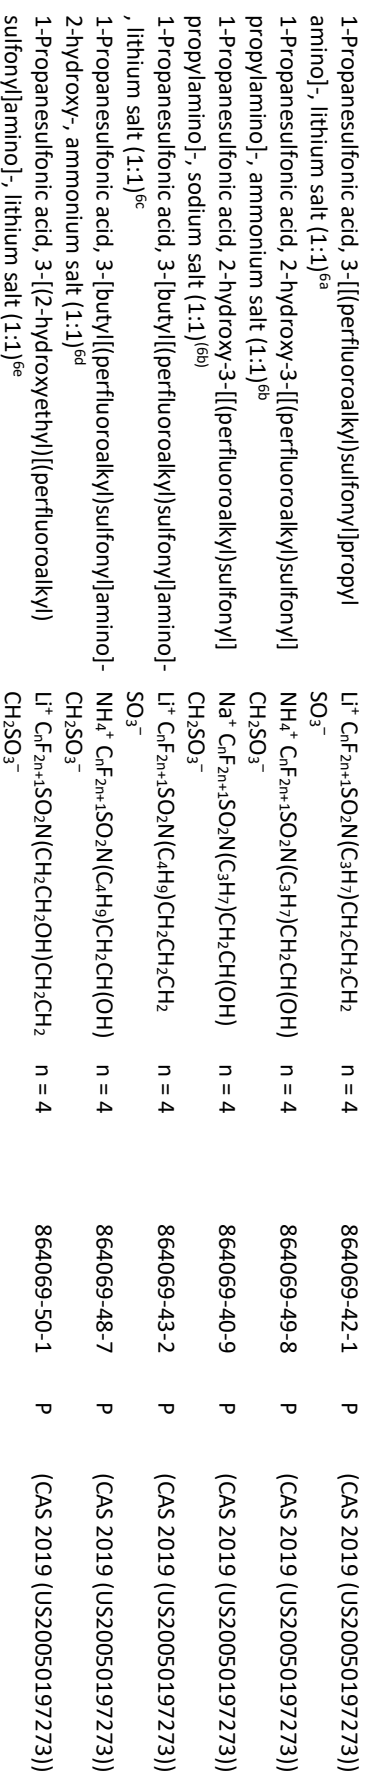 1-Propanesulfonic acid, 3-[[(perfluoroalkyl)sulfonyl]propyl Li⁺ CₙF₂ₙ₊₁SO₂N(C₃H₇)CH₂CH₂CH₂ n = 4 864069-42-1 P (CAS 2019 (US20050197273))
amino]-, lithium salt (1:1)⁶ᵃ SO₃⁻
1-Propanesulfonic acid, 2-hydroxy-3-[[(perfluoroalkyl)sulfonyl] NH₄⁺ CₙF₂ₙ₊₁SO₂N(C₃H₇)CH₂CH(OH) n = 4 864069-49-8 P (CAS 2019 (US20050197273))
propylamino]-, ammonium salt (1:1)⁶ᵇ CH₂SO₃⁻
1-Propanesulfonic acid, 2-hydroxy-3-[[(perfluoroalkyl)sulfonyl] Na⁺ CₙF₂ₙ₊₁SO₂N(C₃H₇)CH₂CH(OH) n = 4 864069-40-9 P (CAS 2019 (US20050197273))
propylamino]-, sodium salt (1:1)⁽⁶ᵇ⁾ CH₂SO₃⁻
1-Propanesulfonic acid, 3-[butyl[(perfluoroalkyl)sulfonyl]amino]- Li⁺ CₙF₂ₙ₊₁SO₂N(C₄H₉)CH₂CH₂CH₂ n = 4 864069-43-2 P (CAS 2019 (US20050197273))
, lithium salt (1:1)⁶ᶜ SO₃⁻
1-Propanesulfonic acid, 3-[butyl[(perfluoroalkyl)sulfonyl]amino]- NH₄⁺ CₙF₂ₙ₊₁SO₂N(C₄H₉)CH₂CH(OH) n = 4 864069-48-7 P (CAS 2019 (US20050197273))
2-hydroxy-, ammonium salt (1:1)⁶ᵈ CH₂SO₃⁻
1-Propanesulfonic acid, 3-[(2-hydroxyethyl)[(perfluoroalkyl) Li⁺ CₙF₂ₙ₊₁SO₂N(CH₂CH₂OH)CH₂CH₂ n = 4 864069-50-1 P (CAS 2019 (US20050197273))
sulfonyl]amino]-, lithium salt (1:1)⁶ᵉ CH₂SO₃⁻